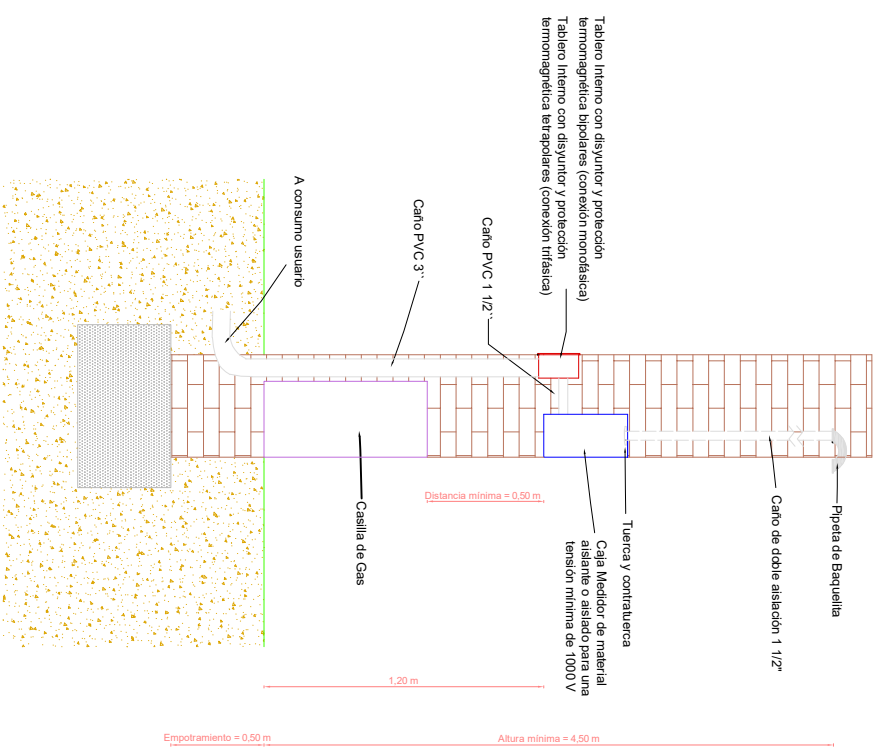 Tablero Interno con disyuntor y protección
termomagnética bipolares (conexión monofásica)
Tablero Interno con disyuntor y protección
termomagnética tetrapolares (conexión trifásica)
Caño PVC 1 1/2``
Caño PVC 3``
A consumo usuario
Pipeta de Baquelita
Caño de doble aislación 1 1/2"
Tuerca y contratuerca
Caja Medidor de material
aislante o aislado para una
tensión mínima de 1000 V
Casilla de Gas
Distancia mínima = 0,50 m
1,20 m
Empotramiento = 0,50 m
Altura mínima = 4,50 m